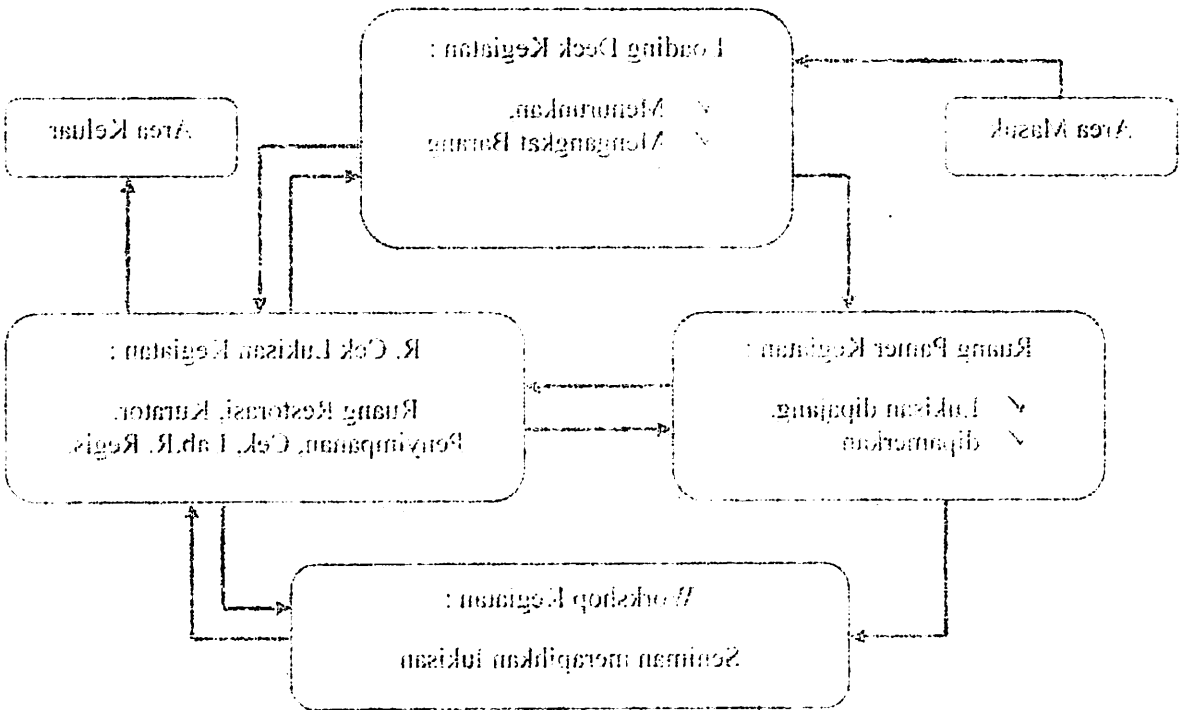 Loading Deck Kegiatan :
✓ Menurunkan.
✓ Mengangkat Barang
Area Masuk
Area Keluar
Ruang Pamer Kegiatan :
✓ Lukisan dipajang.
✓ dipamerkan
R. Cek Lukisan Kegiatan :
Ruang Restorasi, Kurator.
Penyimpanan, Cek, Lab.R. Regis.
Workshop Kegiatan :
Seniman merapihkan lukisan